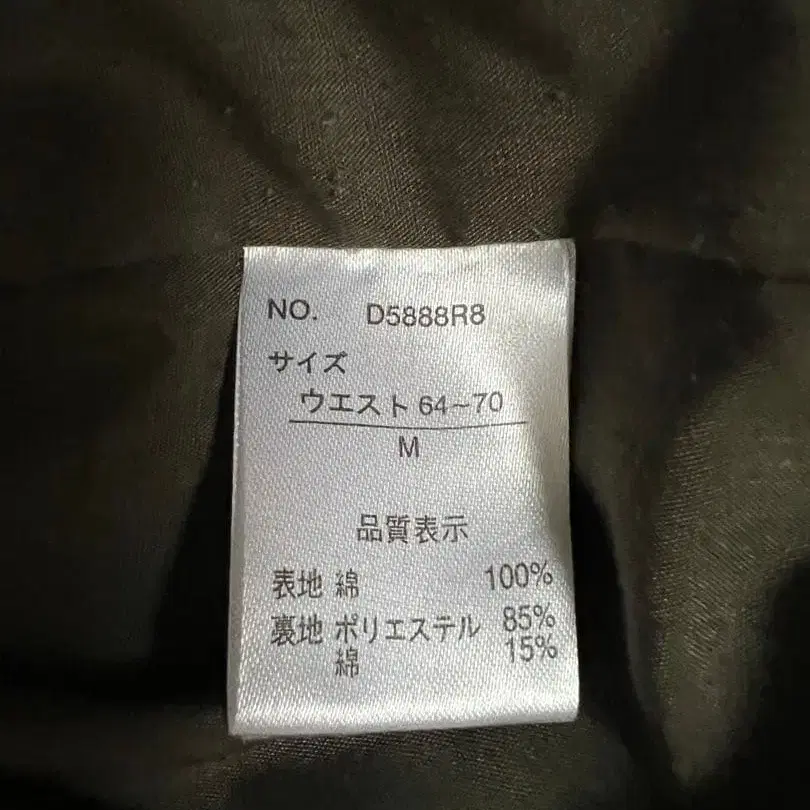 NO. D5888R8
サイズ
ウエスト 64~70
M
品質表示
表地 綿 100%
裏地 ポリエステル 85%
綿 15%